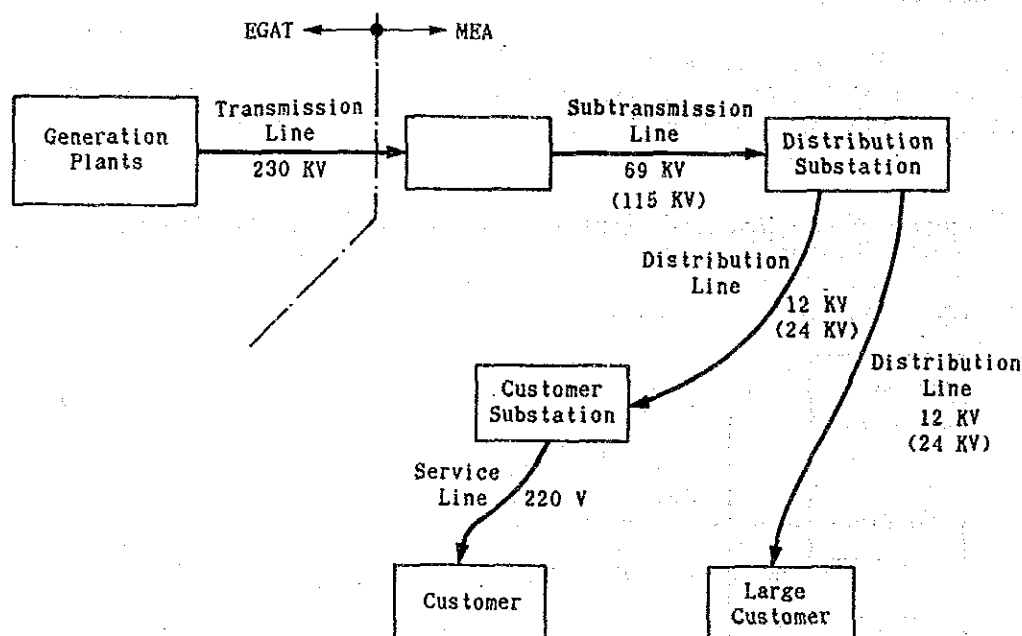 EGAT
MEA
Generation
Plants
Transmission
Line
230 KV
Subtransmission
Line
69 KV
(115 KV)
Distribution
Substation
Distribution
Line
12 KV
(24 KV)
Distribution
Line
12 KV
(24 KV)
Customer
Substation
Service
Line
220 V
Customer
Large
Customer